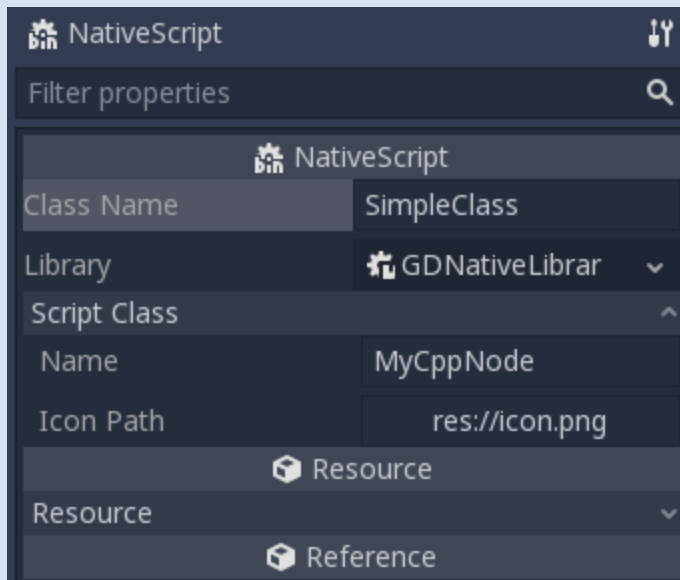 NativeScript
Filter properties
NativeScript
Class Name SimpleClass
Library GDNativeLibrar
Script Class
Name MyCppNode
Icon Path res://icon.png
Resource
Resource
Reference